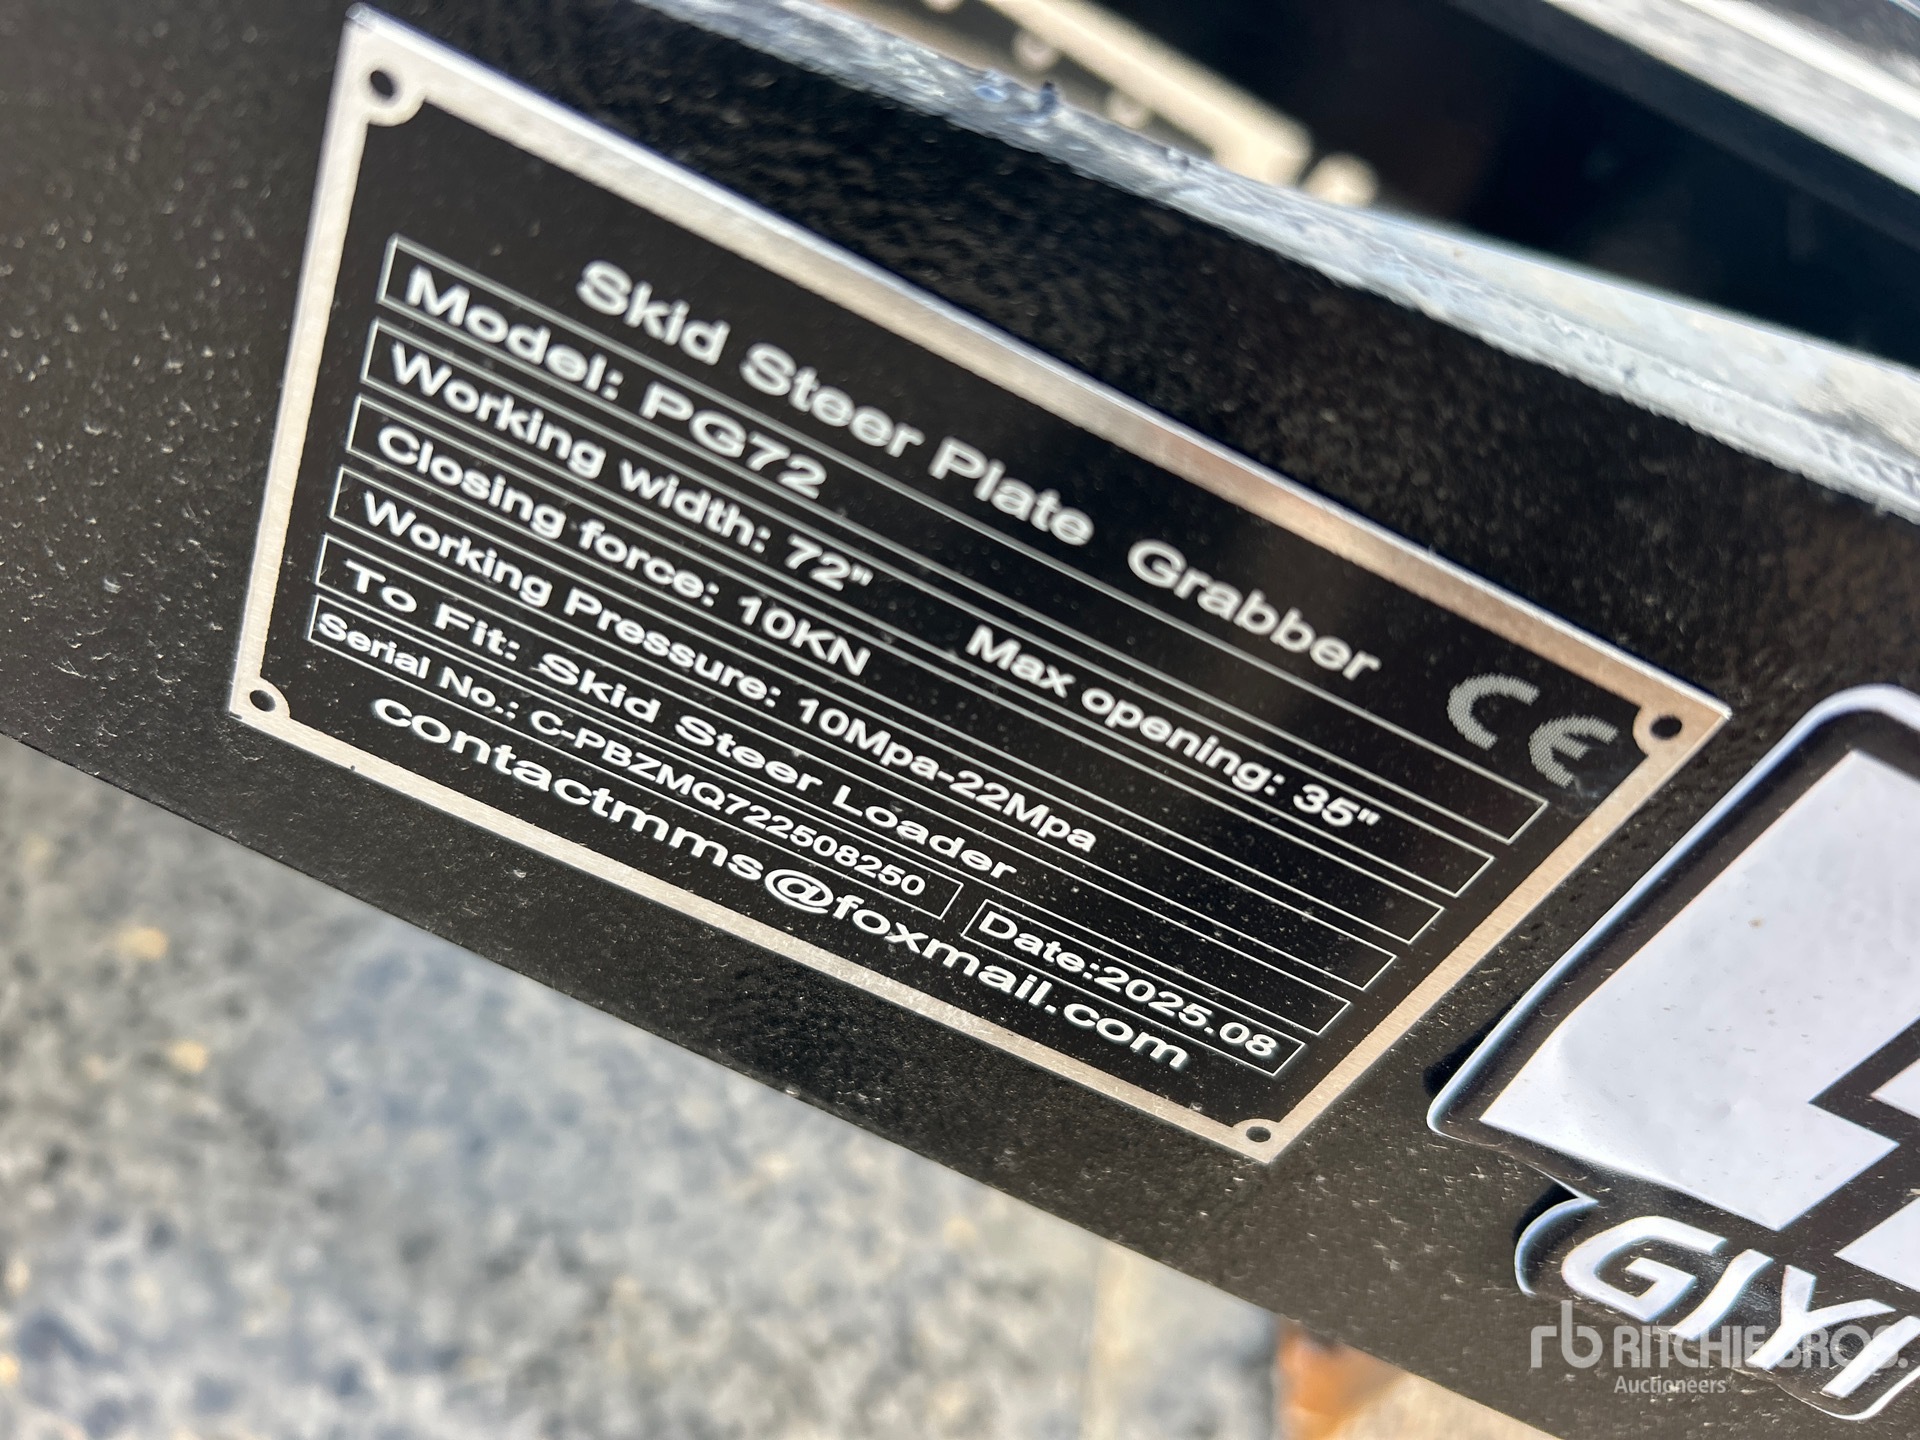 Skid Steer Plate Grabber
Model: PG72
CE
Working width: 72" Max opening: 35"
Closing force: 10KN
Working Pressure: 10Mpa-22Mpa
To Fit: Skid Steer Loader
Serial No.: C-PBZMQ722508250 Date:2025.08
contactmms@foxmail.com
GIYI
rb RITCHIE BROS.
Auctioneers